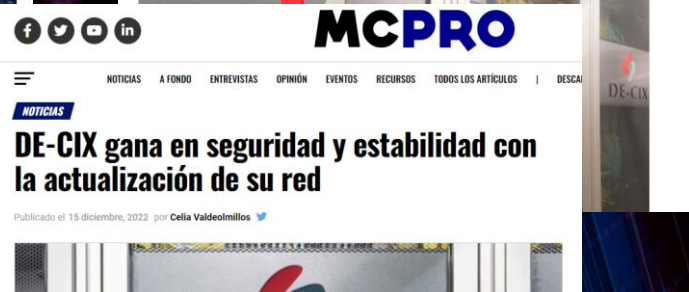 MCPRO
NOTICIAS A FONDO ENTREVISTAS OPINIÓN EVENTOS RECURSOS TODOS LOS ARTÍCULOS | DESCA
DE-CIX
NOTICIAS
DE-CIX gana en seguridad y estabilidad con
la actualización de su red
Publicado el 15 diciembre, 2022 por Celia Valdeolmillos